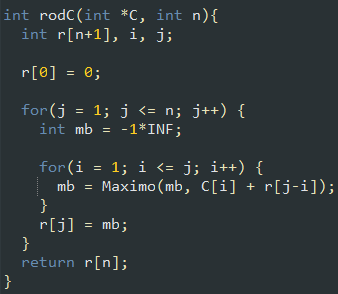 int rodC(int *C, int n){
  int r[n+1], i, j;

  r[0] = 0;

  for(j = 1; j <= n; j++) {
    int mb = -1*INF;

    for(i = 1; i <= j; i++) {
      mb = Maximo(mb, C[i] + r[j-i]);
    }
    r[j] = mb;
  }
  return r[n];
}